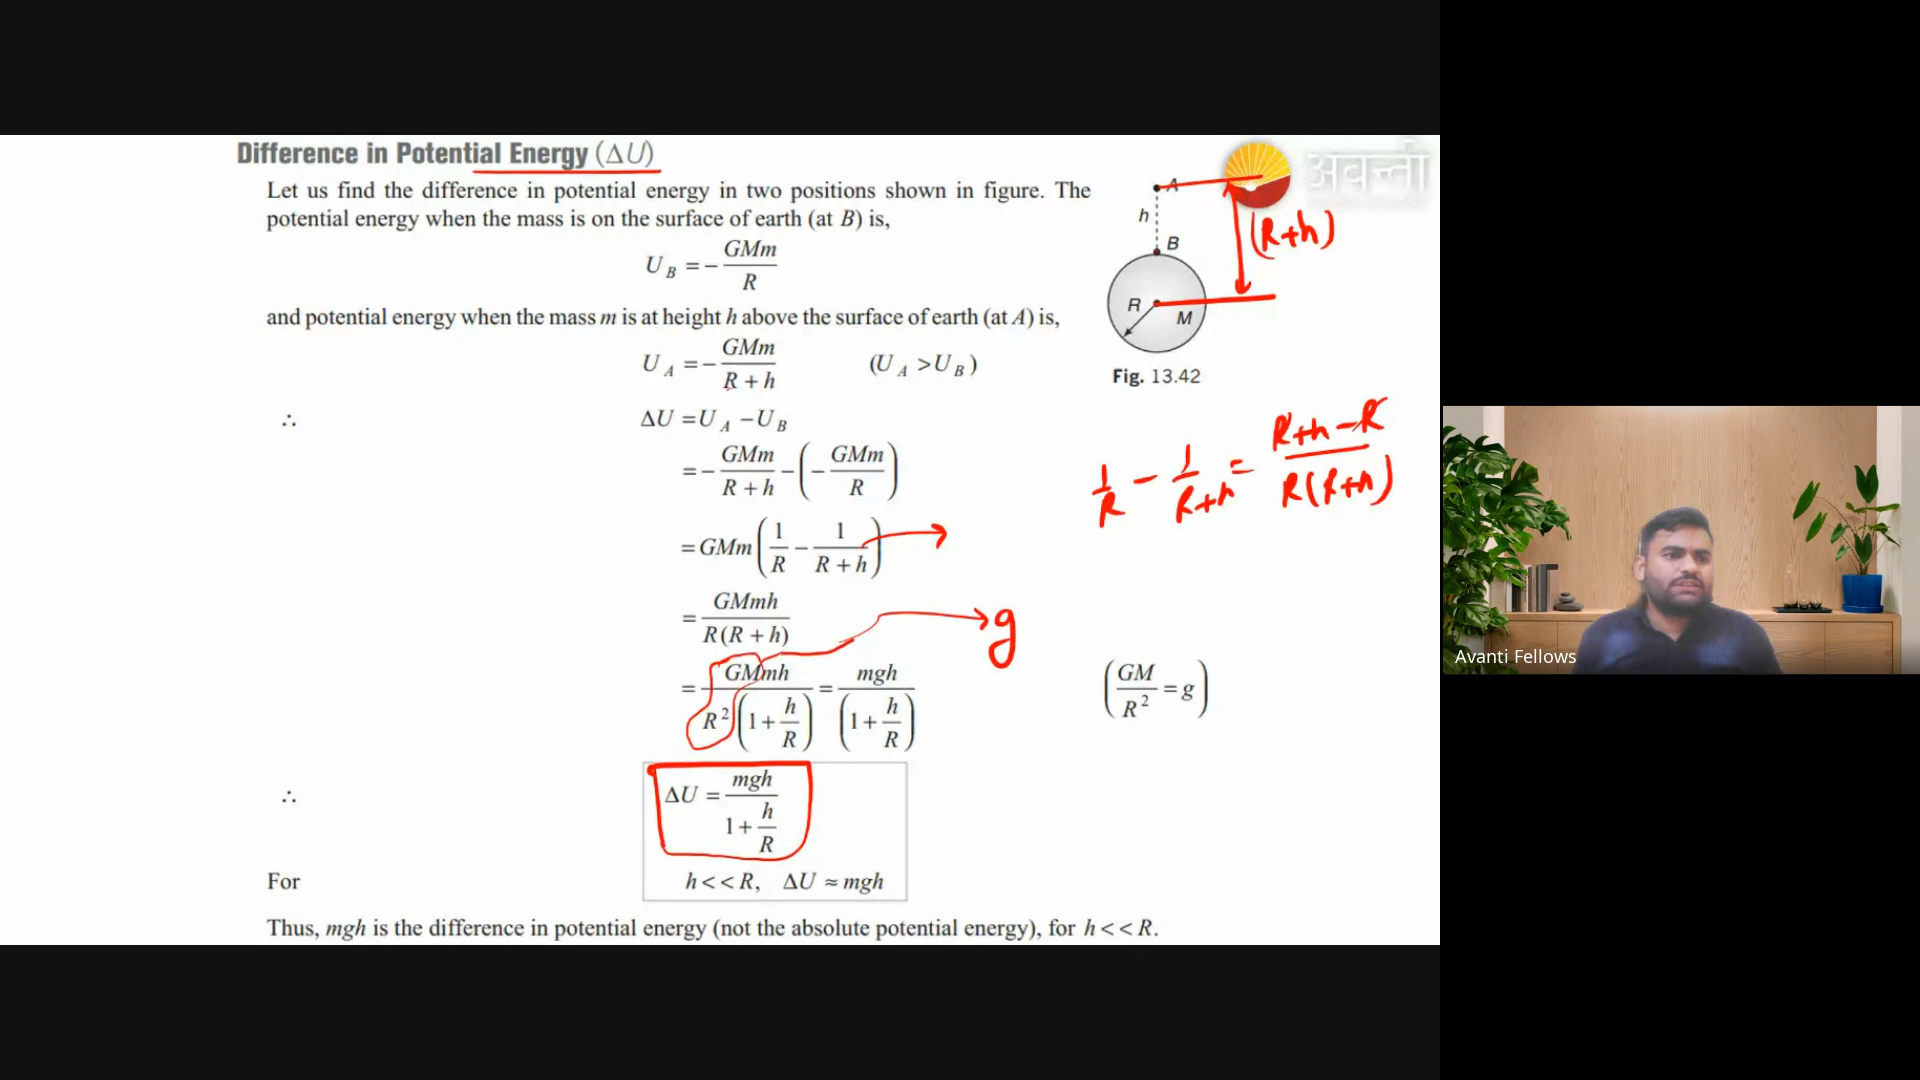 Difference in Potential Energy (ΔU)
Let us find the difference in potential energy in two positions shown in figure. The
potential energy when the mass is on the surface of earth (at B) is,
U_B = − GMm / R
and potential energy when the mass m is at height h above the surface of earth (at A) is,
U_A = − GMm / (R + h) (U_A > U_B)
∴ ΔU = U_A − U_B
= − GMm / (R + h) − (− GMm / R)
= GMm (1/R − 1/(R + h))
= GMmh / R(R + h)
= GMmh / R² (1 + h/R) = mgh / (1 + h/R) (GM / R² = g)
g
∴ ΔU = mgh / (1 + h/R)
For h << R, ΔU ≈ mgh
Thus, mgh is the difference in potential energy (not the absolute potential energy), for h << R.
A
h
B
R
M
Fig. 13.42
अवन्ती
(R+h)
1/R − 1/(R+h) = (R+h−R) / R(R+h)
Avanti Fellows